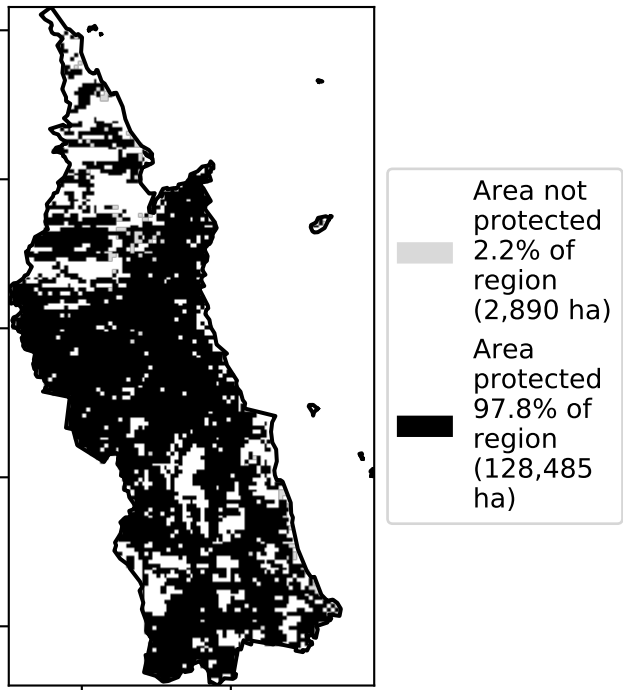 Area not
protected
2.2% of
region
(2,890 ha)
Area
protected
97.8% of
region
(128,485
ha)